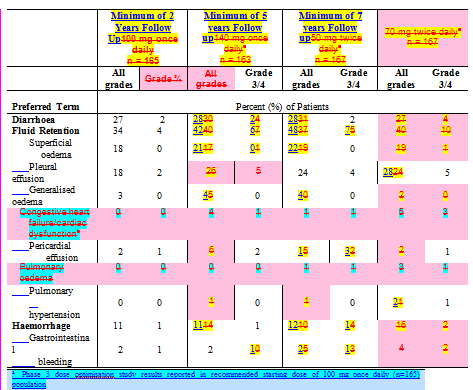 Minimum of 2 Minimum of 5 Minimum of 7
Years Follow years Follow years Follow 70 mg twice daily ª
Up100 mg once up140 mg once up50 mg twice n = 167
daily daily ª daily ª
n = 165 n = 163 n = 167
All grades Grade ¾ All grades Grade 3/4 All grades Grade 3/4 All grades Grade 3/4
Preferred Term Percent (%) of Patients
Diarrhoea 27 2 2830 24 2831 2 27 4
Fluid Retention 34 4 4240 67 4837 75 40 10
Superficial
oedema 18 0 2117 01 2219 0 19 1
Pleural
effusion 18 2 26 5 24 4 2824 5
Generalised
oedema 3 0 45 0 40 0 2 0
Congestive heart 0 0 4 1 1 1 5 3
failure/cardiac
dysfunction
Pericardial
effusion 2 1 6 2 15 32 2 1
Pulmonary 0 0 0 0 1 1 3 1
oedema
Pulmonary
hypertension 0 0 1 0 1 0 21 1
Haemorrhage 11 1 1114 1 1210 14 16 2
Gastrointestina
l 2 1 2 10 25 13 4 2
bleeding
ª Phase 3 dose optimisation study results reported in recommended starting dose of 100 mg once daily (n=165)
population